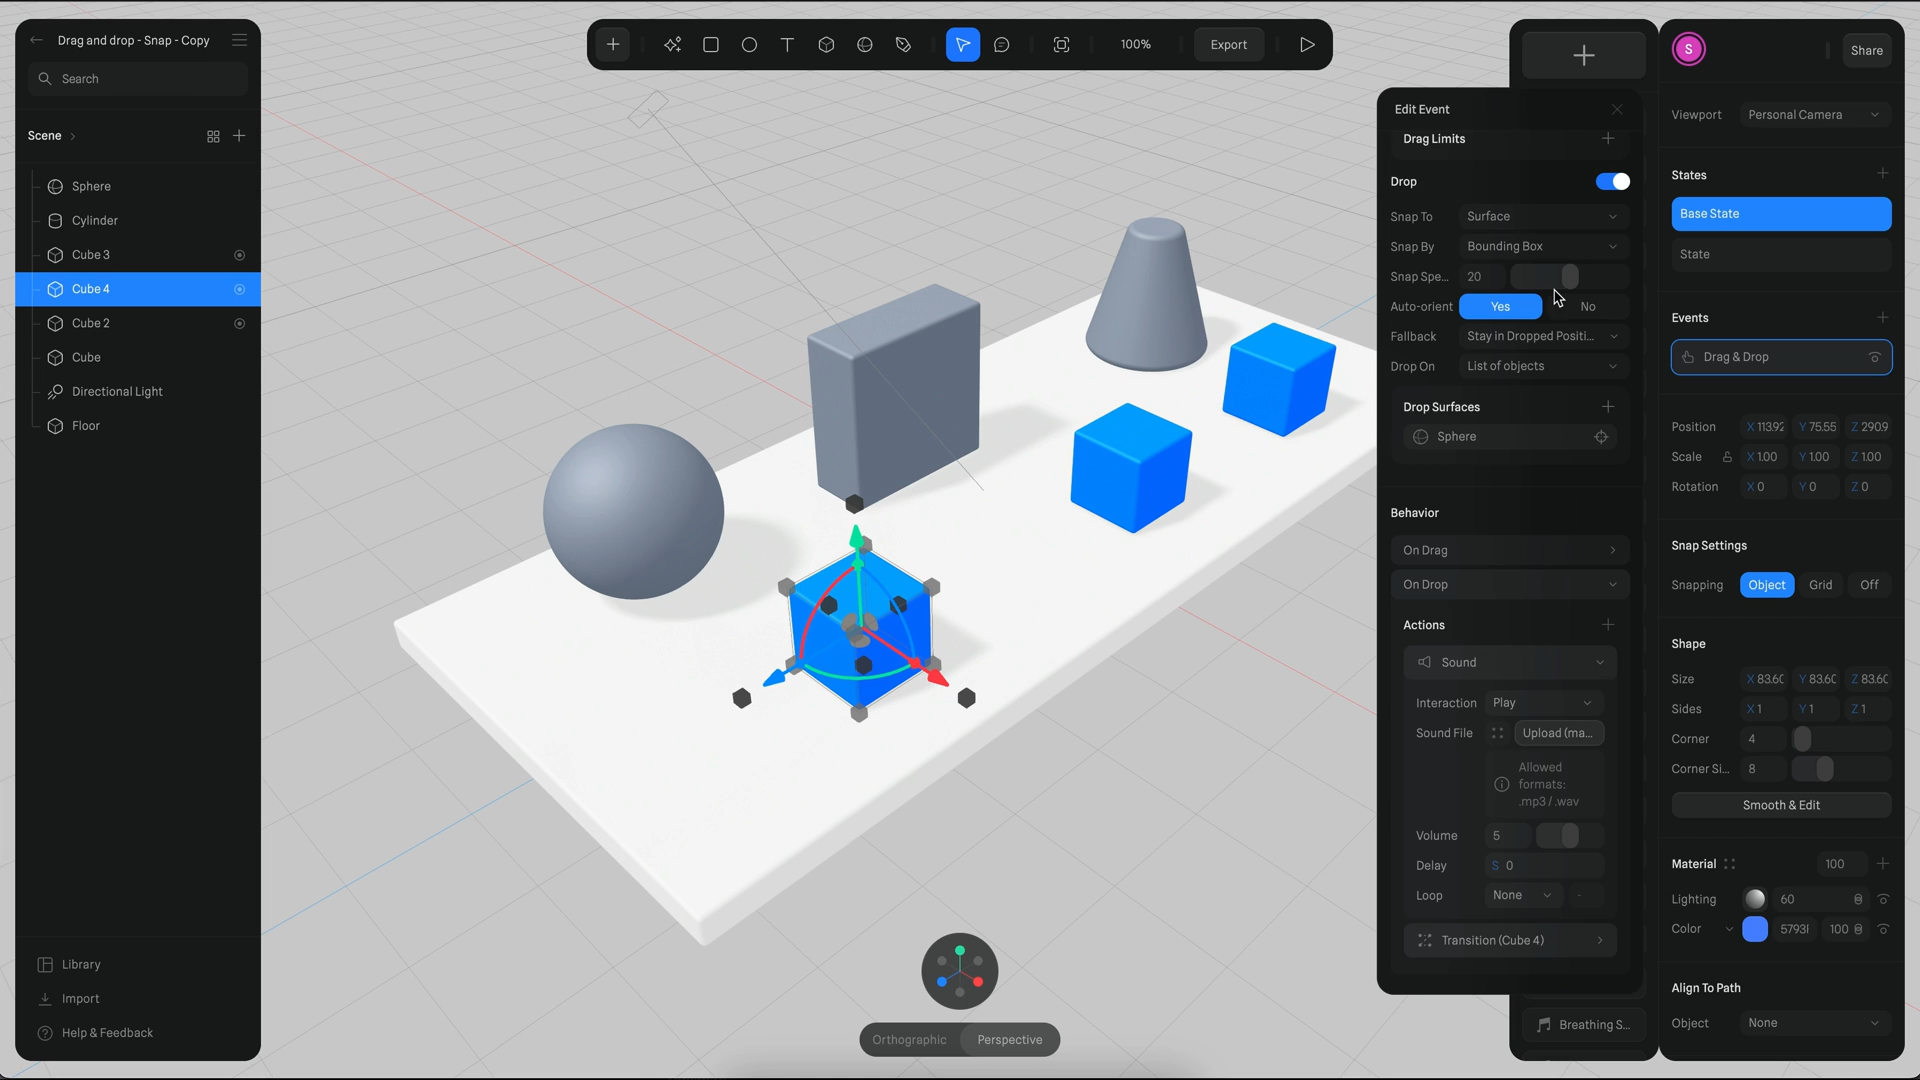 Drag and drop - Snap - Copy
Search
Scene
Sphere
Cylinder
Cube 3
Cube 4
Cube 2
Cube
Directional Light
Floor
Library
Import
Help & Feedback
100%
Export
Orthographic
Perspective
Edit Event
Drag Limits
Drop
Snap To Surface
Snap By Bounding Box
Snap Spe... 20
Auto-orient Yes No
Fallback Stay in Dropped Positi...
Drop On List of objects
Drop Surfaces
Sphere
Behavior
On Drag
On Drop
Actions
Sound
Interaction Play
Sound File Upload (ma...
Allowed
formats:
.mp3 / .wav
Volume 5
Delay S 0
Loop None -
Transition (Cube 4)
Breathing S...
S
Share
Viewport Personal Camera
States
Base State
State
Events
Drag & Drop
Position X 113.92 Y 75.55 Z 290.9
Scale X 1.00 Y 1.00 Z 1.00
Rotation X 0 Y 0 Z 0
Snap Settings
Snapping Object Grid Off
Shape
Size X 83.60 Y 83.60 Z 83.60
Sides X 1 Y 1 Z 1
Corner 4
Corner Si... 8
Smooth & Edit
Material 100
Lighting 60
Color 100
Align To Path
Object None